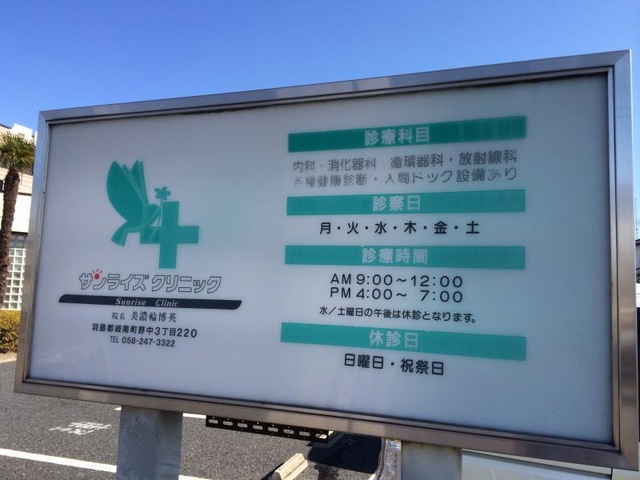 サンライズ クリニック
Sunrise Clinic
院長 美濃輪博英
羽島郡岐南町野中3丁目220
TEL 058-247-3322
診療科目
内科・消化器科・循環器科・放射線科
各種健康診断・人間ドック設備あり
診察日
月・火・水・木・金・土
診療時間
AM 9:00～12:00
PM 4:00～ 7:00
水／土曜日の午後は休診となります。
休診日
日曜日・祝祭日